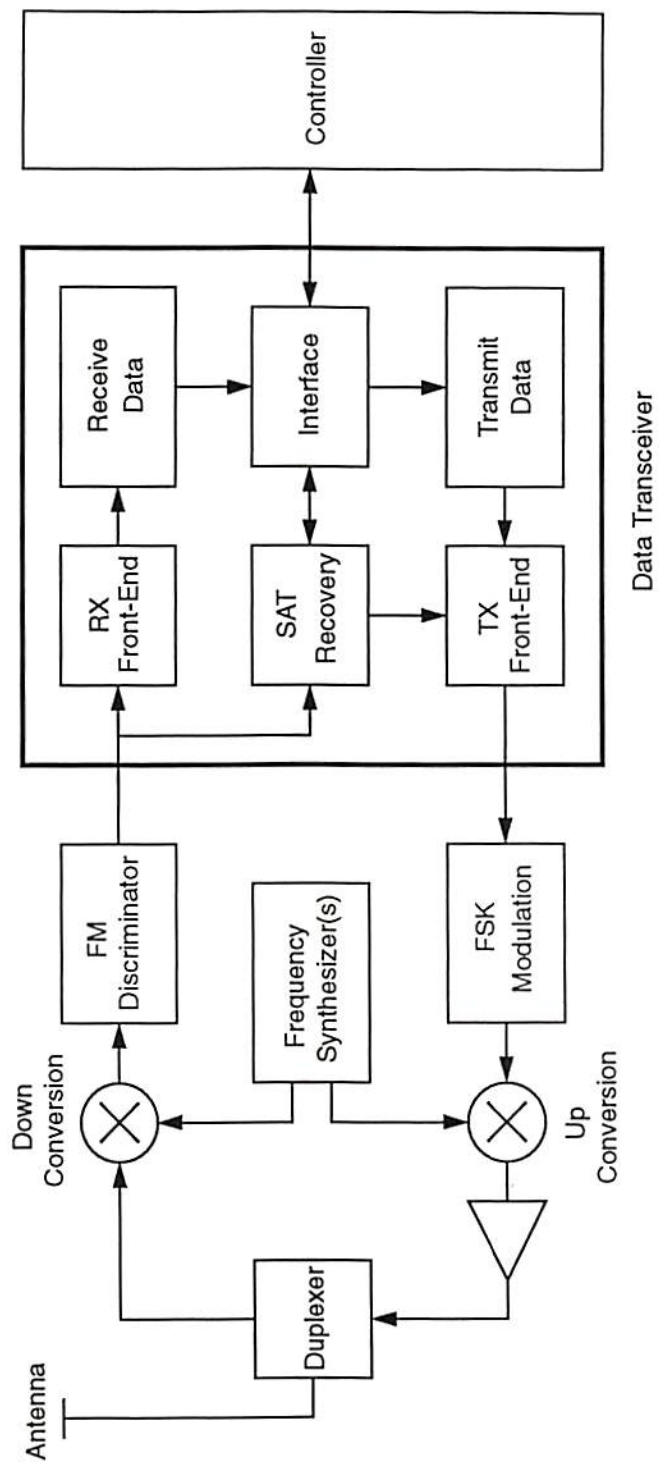 Antenna
Duplexer
Down
Conversion
FM
Discriminator
RX
Front-End
Receive
Data
Controller
Frequency
Synthesizer(s)
SAT
Recovery
Interface
Up
Conversion
FSK
Modulation
TX
Front-End
Transmit
Data
Data Transceiver